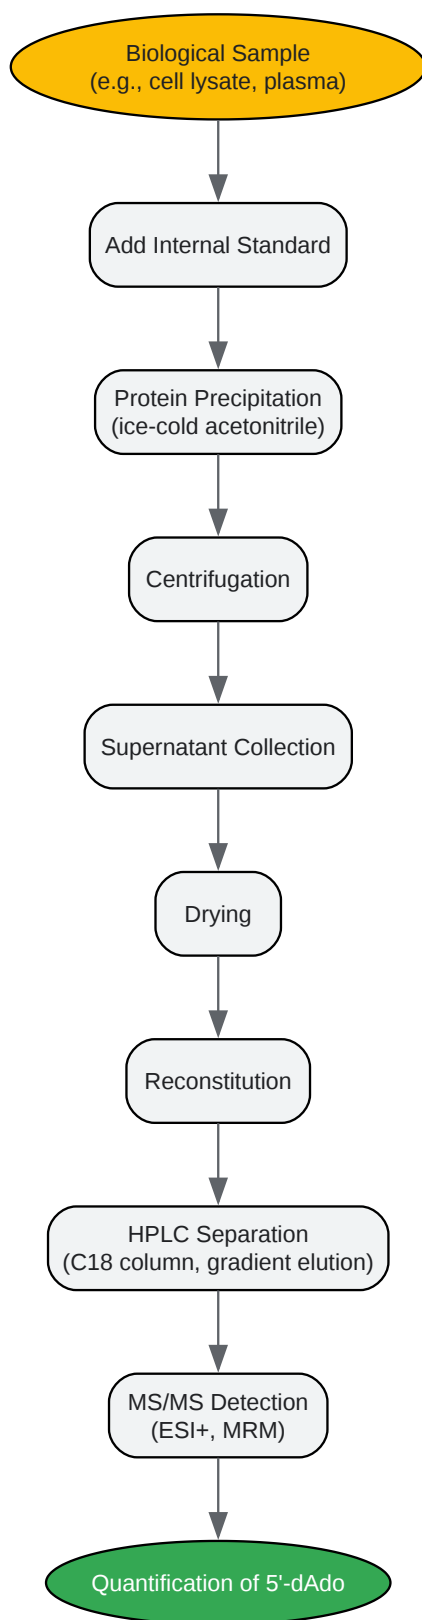 Biological Sample
(e.g., cell lysate, plasma)
Add Internal Standard
Protein Precipitation
(ice-cold acetonitrile)
Centrifugation
Supernatant Collection
Drying
Reconstitution
HPLC Separation
(C18 column, gradient elution)
MS/MS Detection
(ESI+, MRM)
Quantification of 5'-dAdo